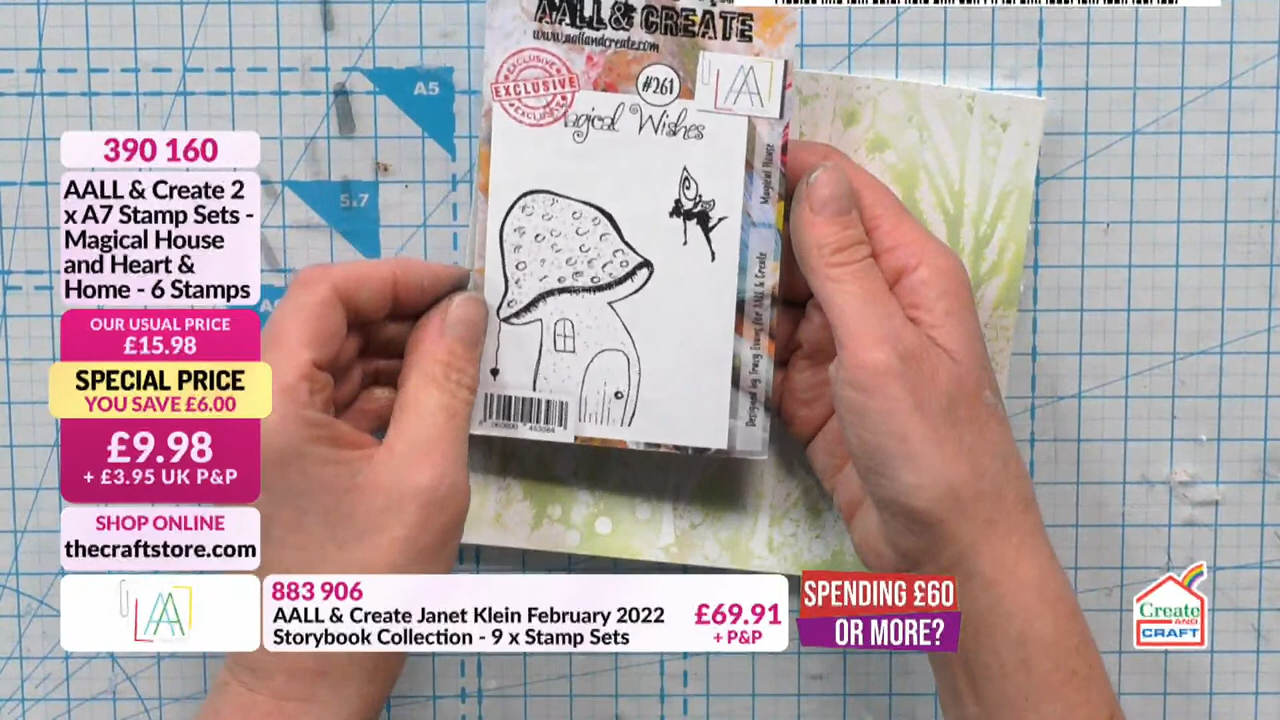 AALL & CREATE
www.aallandcreate.com
EXCLUSIVE
EXCLUSIVE
EXCLUSIVE
#261
LAA
agical Wishes
Magical House
Designed by Tracy Evans for AALL & Create
A5
5x7
390 160
AALL & Create 2
x A7 Stamp Sets -
Magical House
and Heart &
Home - 6 Stamps
OUR USUAL PRICE
£15.98
SPECIAL PRICE
YOU SAVE £6.00
£9.98
+ £3.95 UK P&P
SHOP ONLINE
thecraftstore.com
LAA
883 906
AALL & Create Janet Klein February 2022
Storybook Collection - 9 x Stamp Sets
£69.91
+ P&P
SPENDING £60
OR MORE?
Create
AND
CRAFT